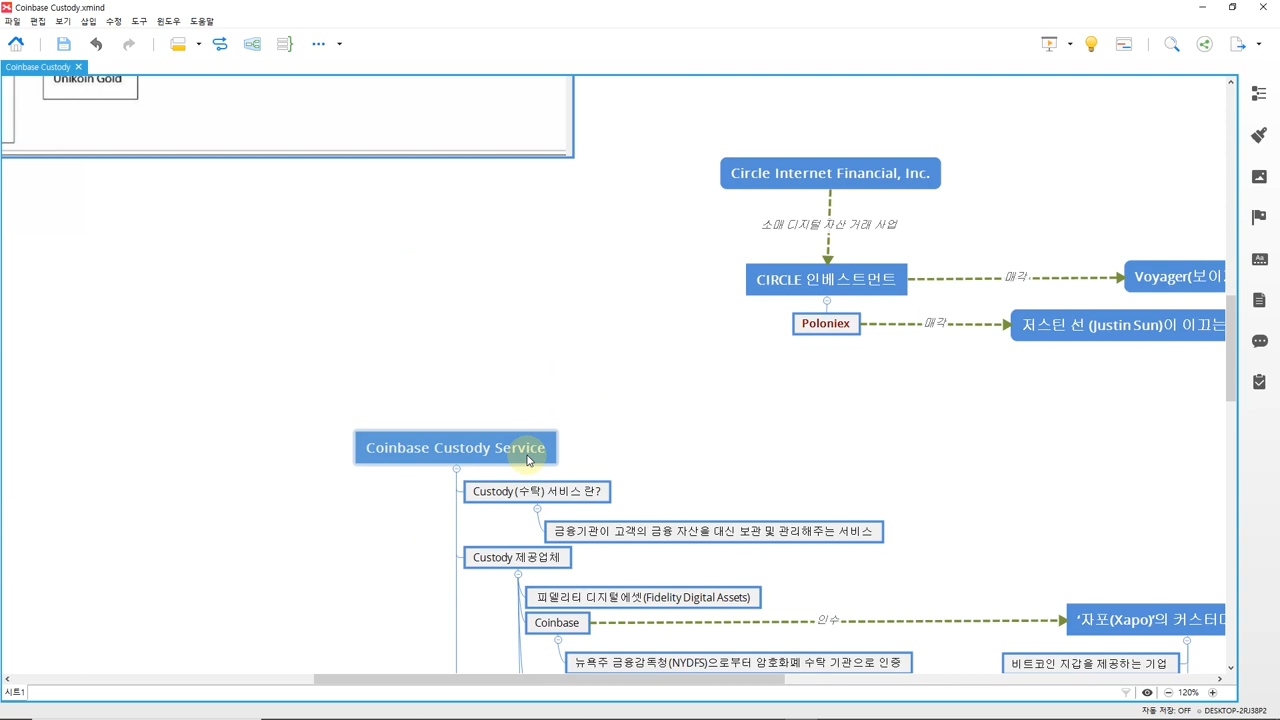 Coinbase Custody.xmind
파일 편집 보기 삽입 수정 도구 윈도우 도움말
Coinbase Custody
Unikoin Gold
Circle Internet Financial, Inc.
소매 디지털 자산 거래 사업
CIRCLE 인베스트먼트
매각
Voyager(보이
Poloniex
매각
저스틴 선 (Justin Sun)이 이끄는
Coinbase Custody Service
Custody (수탁) 서비스 란?
금융기관이 고객의 금융 자산을 대신 보관 및 관리해주는 서비스
Custody 제공업체
피델리티 디지털에셋(Fidelity Digital Assets)
Coinbase
인수
‘자포(Xapo)’의 커스터
뉴욕주 금융감독청(NYDFS)으로부터 암호화폐 수탁 기관으로 인증
비트코인 지갑을 제공하는 기업
시트1
120%
자동 저장: OFF
DESKTOP-2RJ38P2